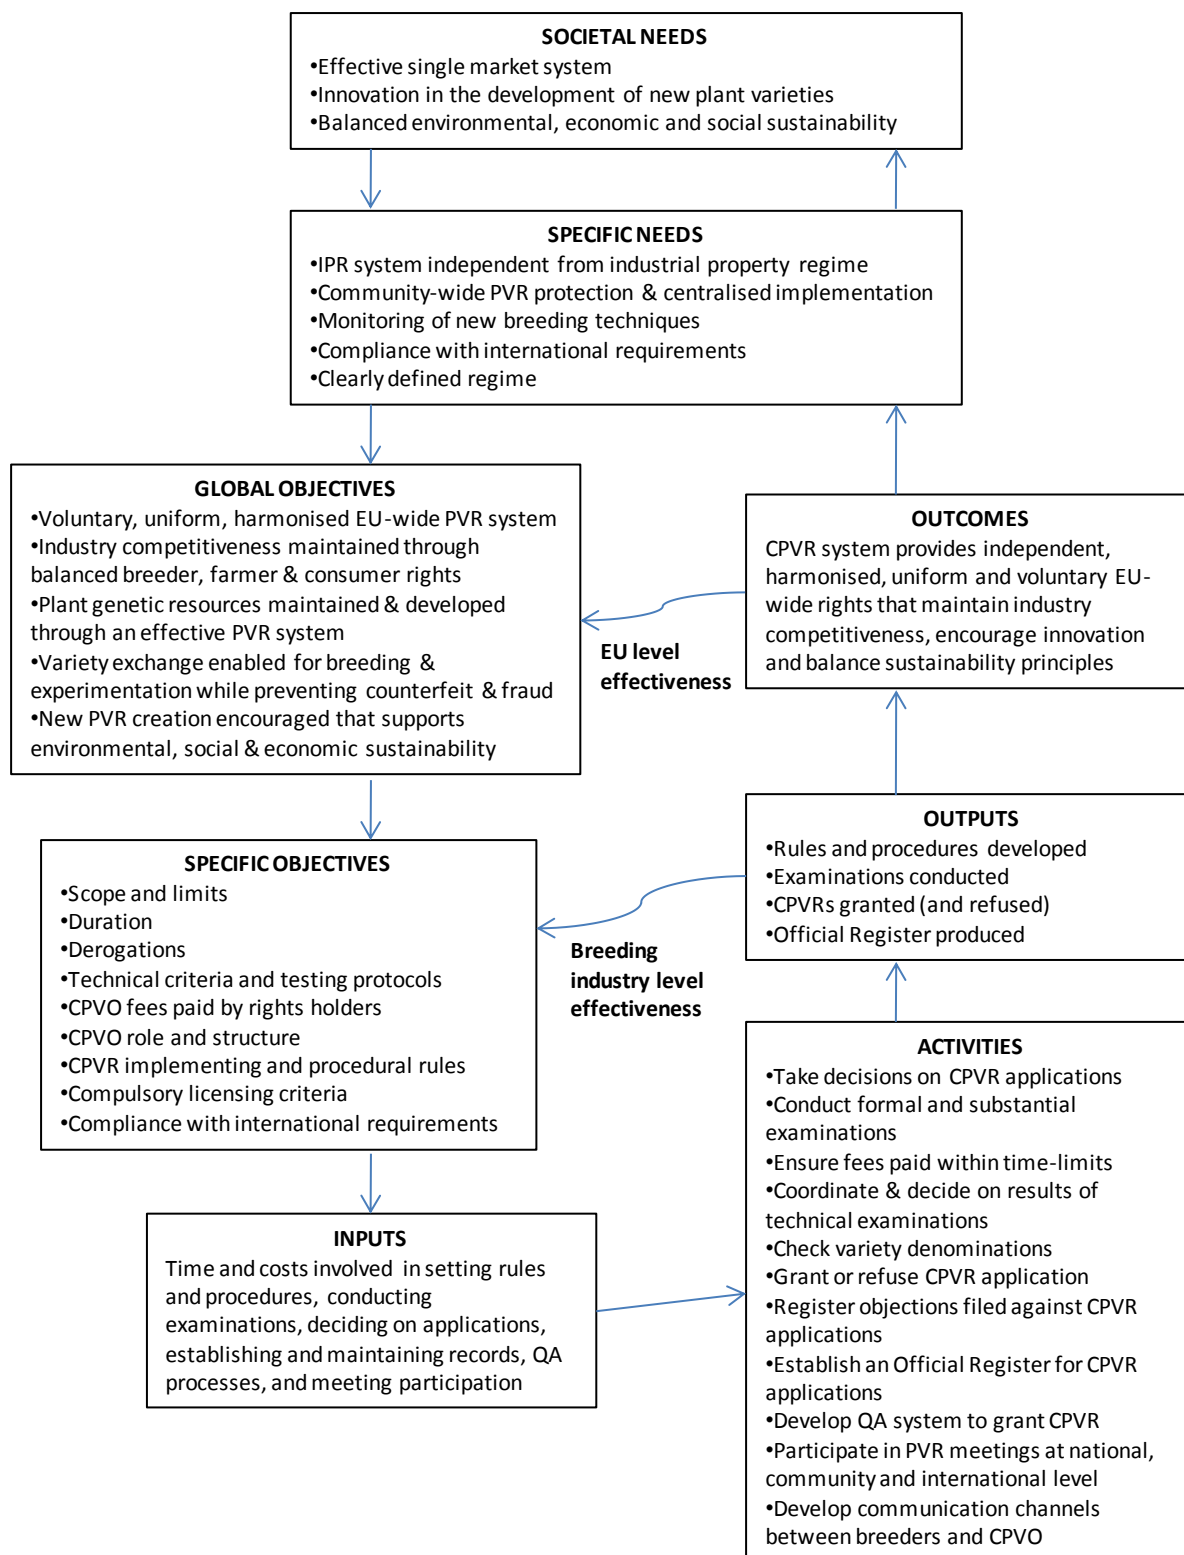 SOCIETAL NEEDS
•Effective single market system
•Innovation in the development of new plant varieties
•Balanced environmental, economic and social sustainability
SPECIFIC NEEDS
•IPR system independent from industrial property regime
•Community-wide PVR protection & centralised implementation
•Monitoring of new breeding techniques
•Compliance with international requirements
•Clearly defined regime
GLOBAL OBJECTIVES
•Voluntary, uniform, harmonised EU-wide PVR system
•Industry competitiveness maintained through
balanced breeder, farmer & consumer rights
•Plant genetic resources maintained & developed
through an effective PVR system
•Variety exchange enabled for breeding &
experimentation while preventing counterfeit & fraud
•New PVR creation encouraged that supports
environmental, social & economic sustainability
OUTCOMES
CPVR system provides independent,
harmonised, uniform and voluntary EU-
wide rights that maintain industry
competitiveness, encourage innovation
and balance sustainability principles
EU level
effectiveness
SPECIFIC OBJECTIVES
•Scope and limits
•Duration
•Derogations
•Technical criteria and testing protocols
•CPVO fees paid by rights holders
•CPVO role and structure
•CPVR implementing and procedural rules
•Compulsory licensing criteria
•Compliance with international requirements
OUTPUTS
•Rules and procedures developed
•Examinations conducted
•CPVRs granted (and refused)
•Official Register produced
Breeding
industry level
effectiveness
INPUTS
Time and costs involved in setting rules
and procedures, conducting
examinations, deciding on applications,
establishing and maintaining records, QA
processes, and meeting participation
ACTIVITIES
•Take decisions on CPVR applications
•Conduct formal and substantial
examinations
•Ensure fees paid within time-limits
•Coordinate & decide on results of
technical examinations
•Check variety denominations
•Grant or refuse CPVR application
•Register objections filed against CPVR
applications
•Establish an Official Register for CPVR
applications
•Develop QA system to grant CPVR
•Participate in PVR meetings at national,
community and international level
•Develop communication channels
between breeders and CPVO